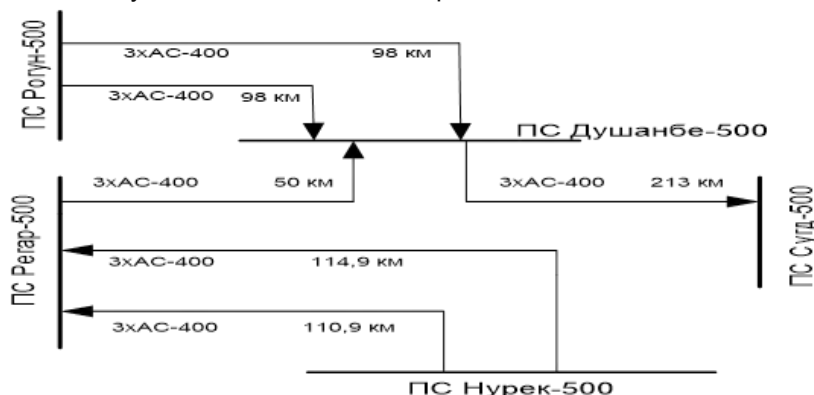 ПС Рогун-500
3хАС-400 98 км
3хАС-400 98 км
ПС Душанбе-500
ПС Регар-500
3хАС-400 50 км
3хАС-400 213 км
ПС Сугд-500
3хАС-400 114,9 км
3хАС-400 110,9 км
ПС Нурек-500